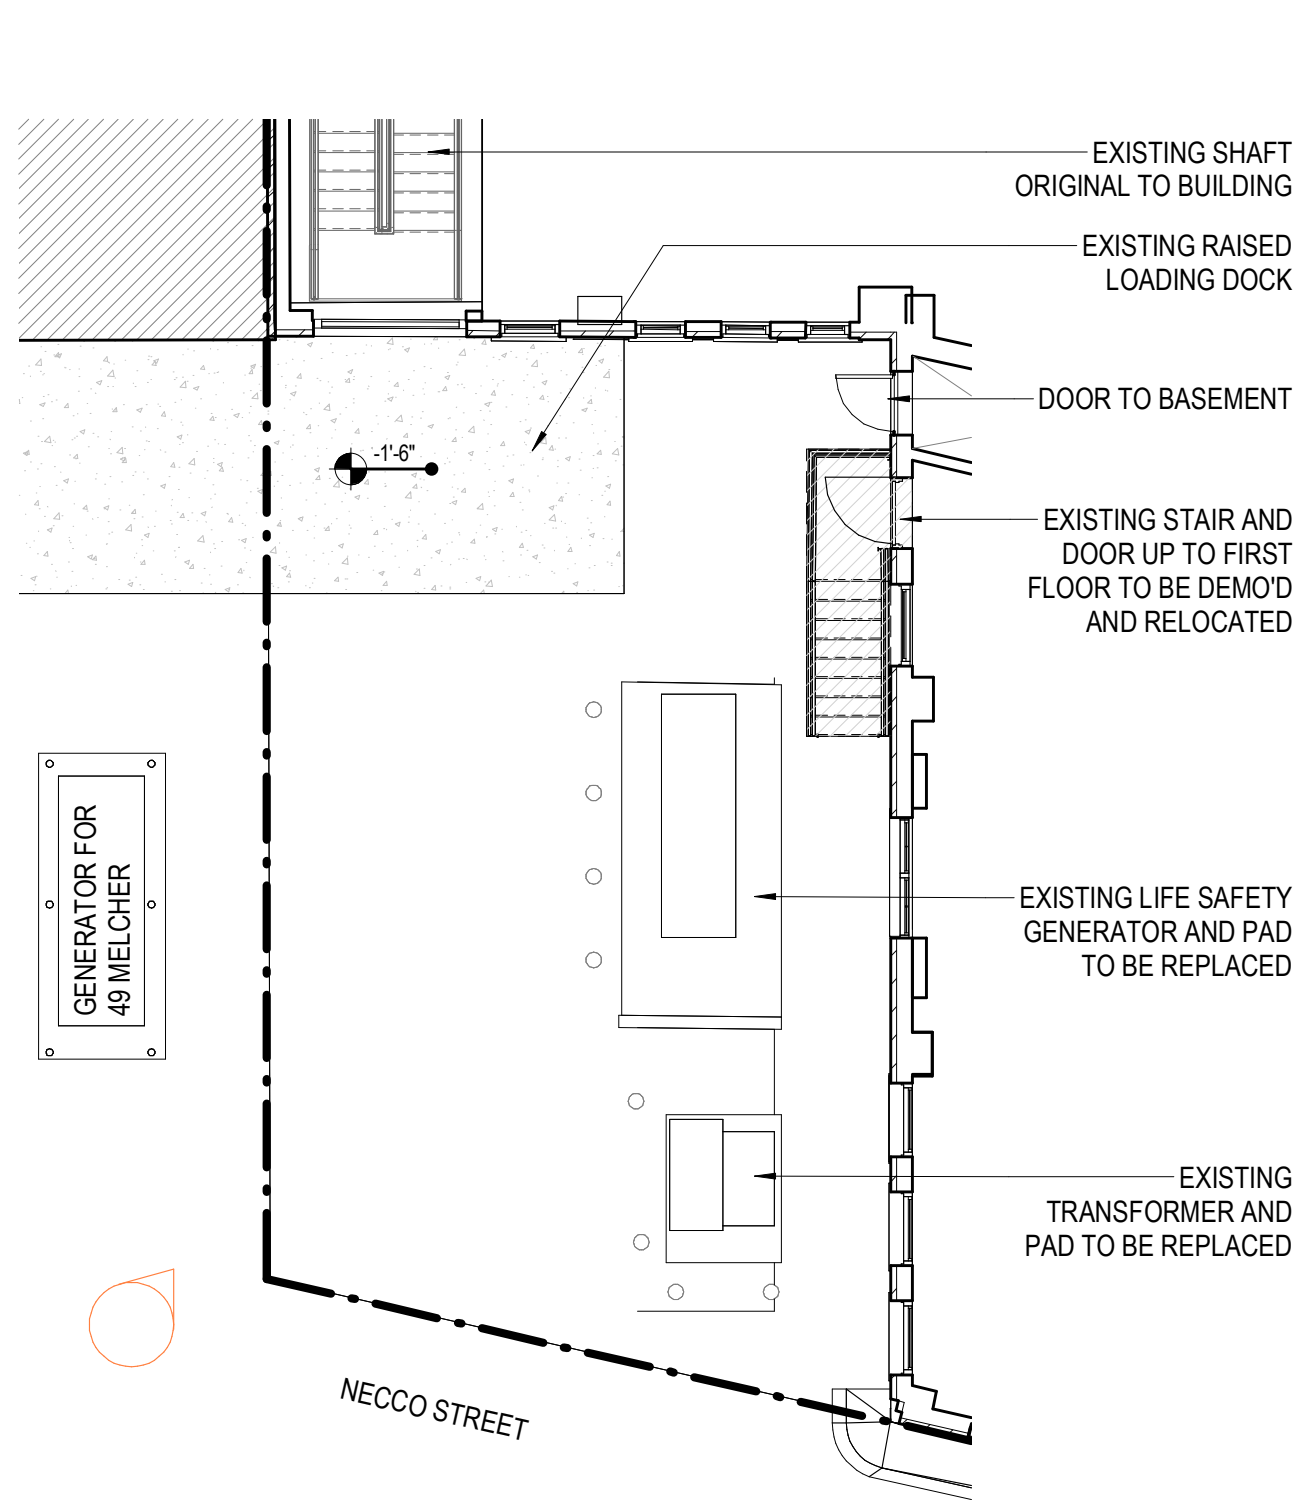 EXISTING SHAFT
ORIGINAL TO BUILDING
EXISTING RAISED
LOADING DOCK
DOOR TO BASEMENT
-1'-6"
EXISTING STAIR AND
DOOR UP TO FIRST
FLOOR TO BE DEMO'D
AND RELOCATED
GENERATOR FOR
49 MELCHER
EXISTING LIFE SAFETY
GENERATOR AND PAD
TO BE REPLACED
EXISTING
TRANSFORMER AND
PAD TO BE REPLACED
NECCO STREET